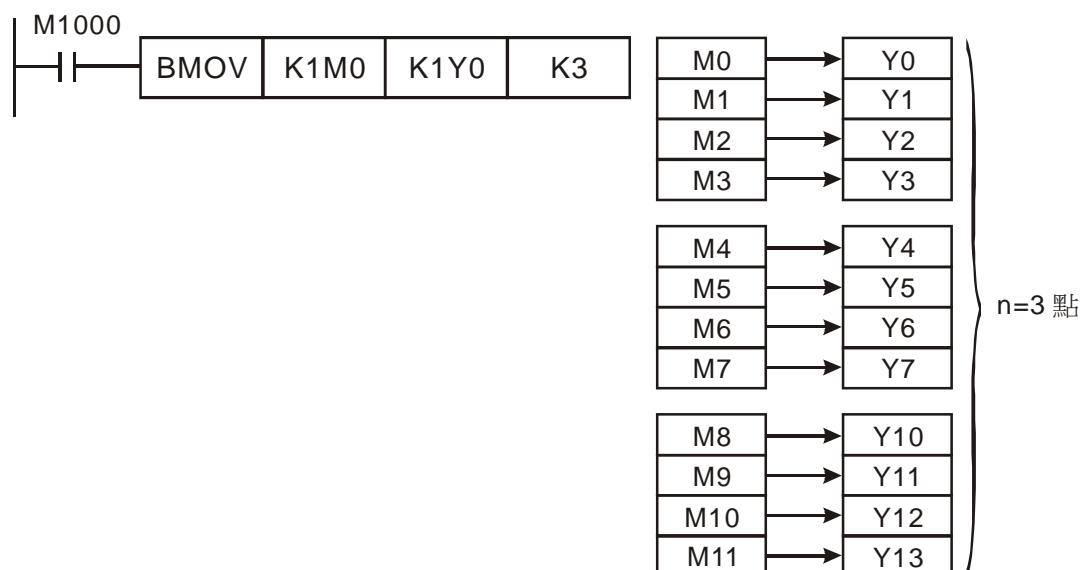 M1000
BMOV K1M0 K1Y0 K3
M0 Y0
M1 Y1
M2 Y2
M3 Y3
M4 Y4
M5 Y5
M6 Y6
M7 Y7
n=3 點
M8 Y10
M9 Y11
M10 Y12
M11 Y13